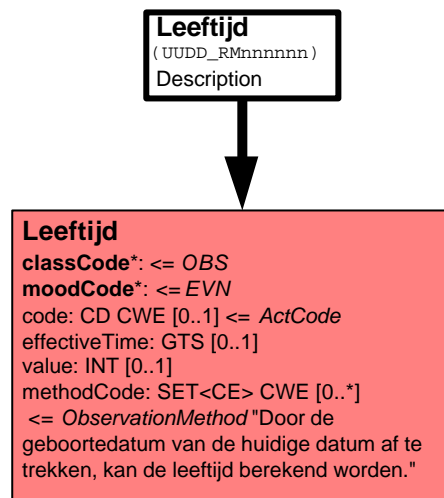 Leeftijd
(UUDD_RMnnnnnn)
Description
Leeftijd
classCode*: <= OBS
moodCode*: <= EVN
code: CD CWE [0..1] <= ActCode
effectiveTime: GTS [0..1]
value: INT [0..1]
methodCode: SET<CE> CWE [0..*]
<= ObservationMethod "Door de
geboortedatum van de huidige datum af te
trekken, kan de leeftijd berekend worden."